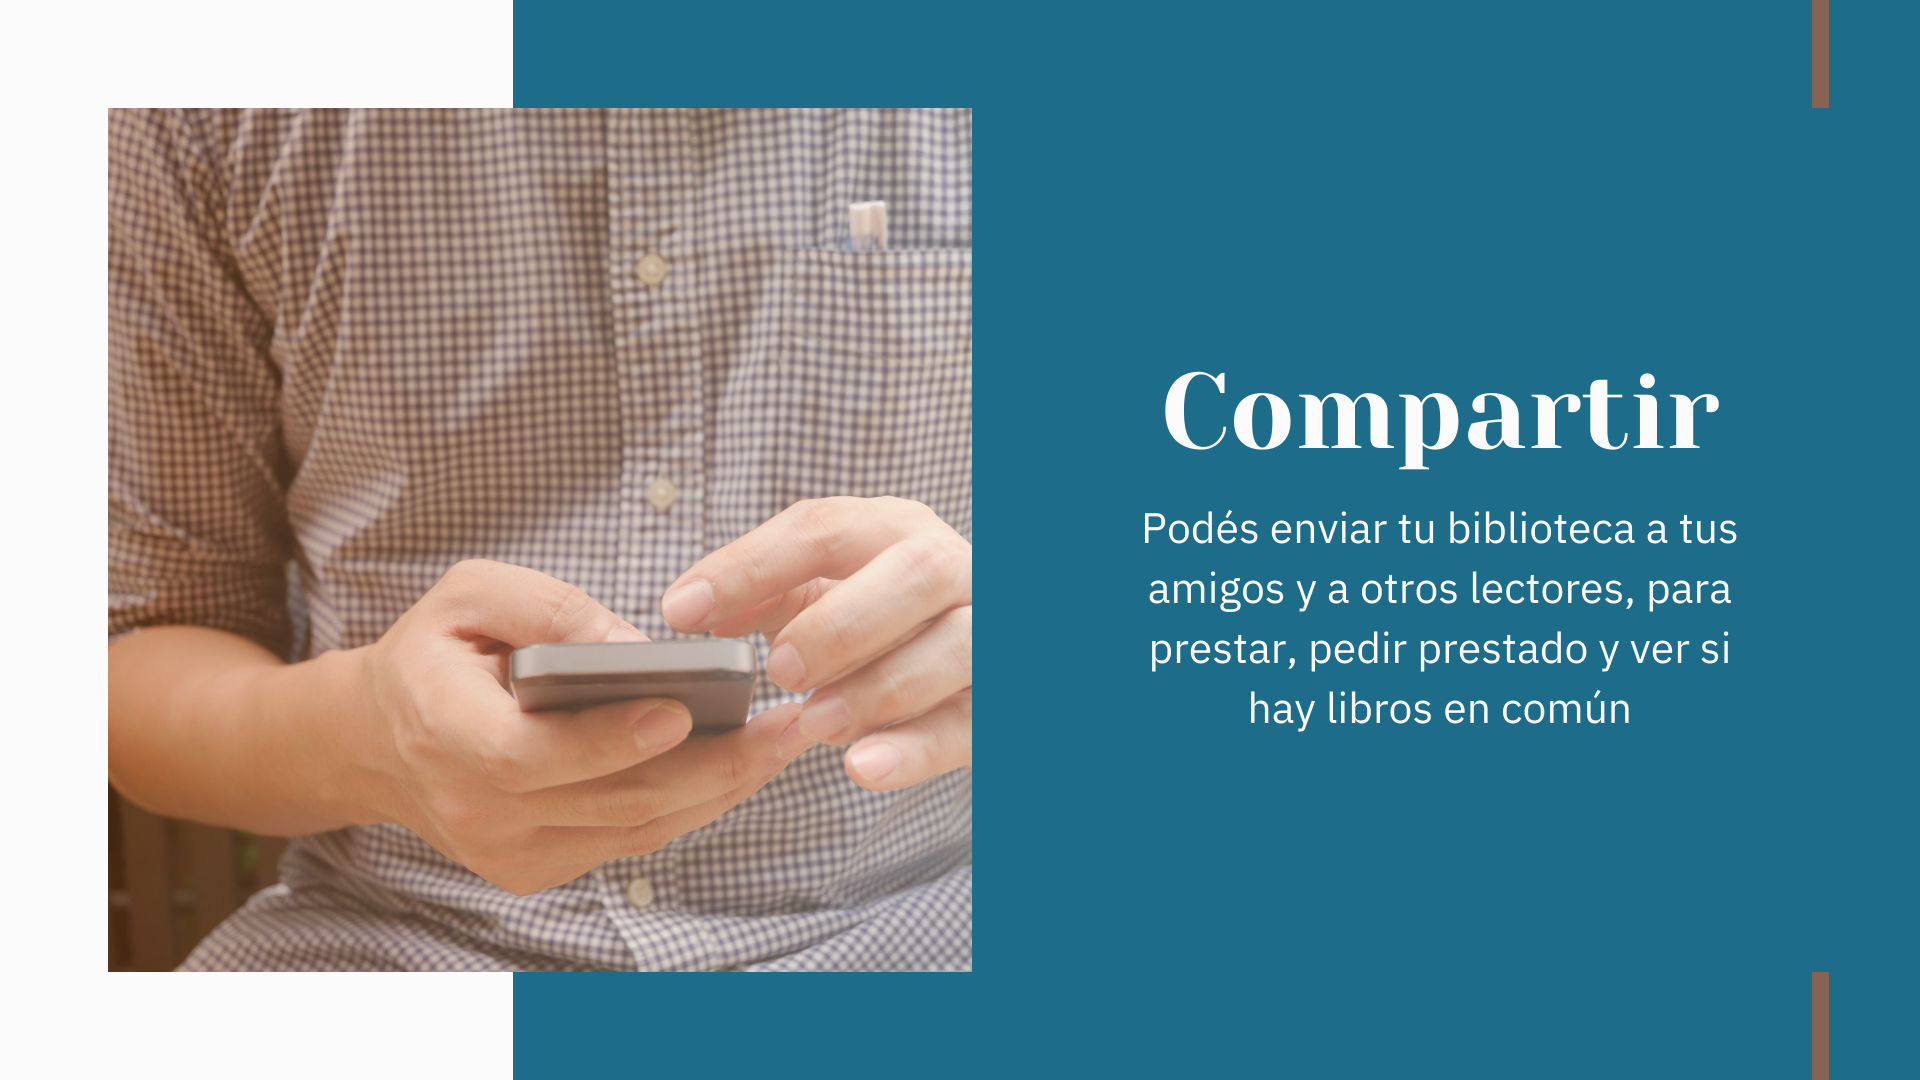 Compartir
Podés enviar tu biblioteca a tus
amigos y a otros lectores, para
prestar, pedir prestado y ver si
hay libros en común